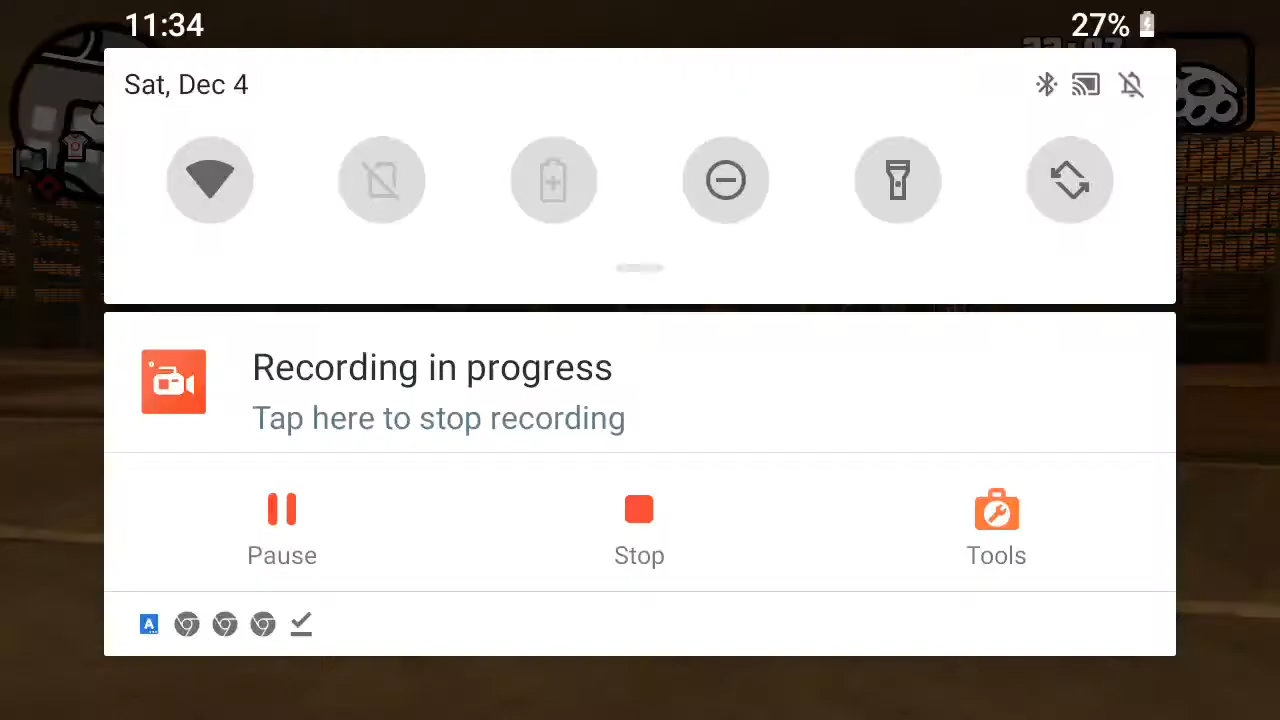 11:34
27%
Sat, Dec 4
Recording in progress
Tap here to stop recording
Pause
Stop
Tools
A